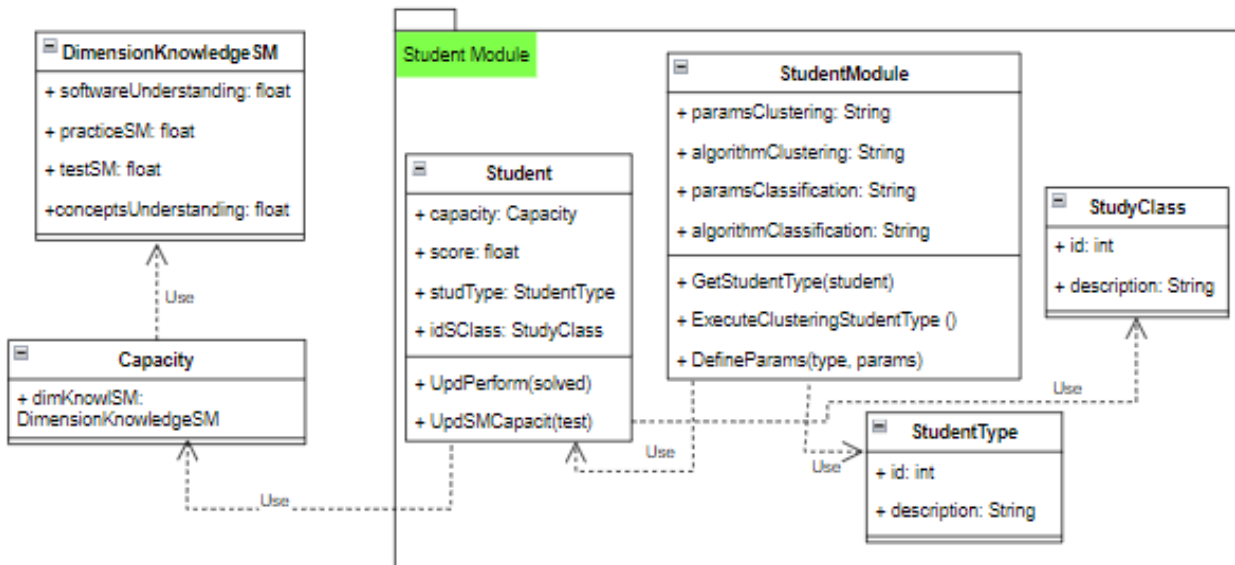 DimensionKnowledgeSM
+ softwareUnderstanding: float
+ practiceSM: float
+ testSM: float
+conceptsUnderstanding: float
Use
Capacity
+ dimKnowlSM:
DimensionKnowledgeSM
Use
Student Module
Student
+ capacity: Capacity
+ score: float
+ studType: StudentType
+ idSClass: StudyClass
+ UpdPerform(solved)
+ UpdSMCapacit(test)
StudentModule
+ paramsClustering: String
+ algorithmClustering: String
+ paramsClassification: String
+ algorithmClassification: String
+ GetStudentType(student)
+ ExecuteClusteringStudentType ()
+ DefineParams(type, params)
Use
Use
Use
StudyClass
+ id: int
+ description: String
StudentType
+ id: int
+ description: String